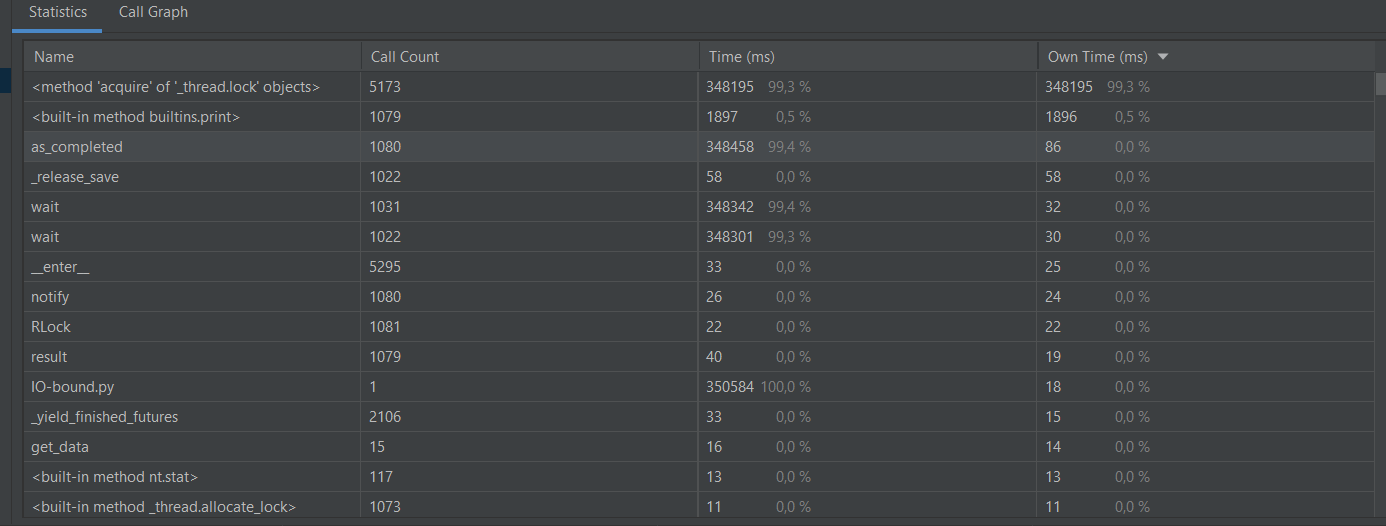 Statistics Call Graph
Name Call Count Time (ms) Own Time (ms)
<method 'acquire' of '_thread.lock' objects> 5173 348195 99,3 % 348195 99,3 %
<built-in method builtins.print> 1079 1897 0,5 % 1896 0,5 %
as_completed 1080 348458 99,4 % 86 0,0 %
_release_save 1022 58 0,0 % 58 0,0 %
wait 1031 348342 99,4 % 32 0,0 %
wait 1022 348301 99,3 % 30 0,0 %
__enter__ 5295 33 0,0 % 25 0,0 %
notify 1080 26 0,0 % 24 0,0 %
RLock 1081 22 0,0 % 22 0,0 %
result 1079 40 0,0 % 19 0,0 %
IO-bound.py 1 350584 100,0 % 18 0,0 %
_yield_finished_futures 2106 33 0,0 % 15 0,0 %
get_data 15 16 0,0 % 14 0,0 %
<built-in method nt.stat> 117 13 0,0 % 13 0,0 %
<built-in method _thread.allocate_lock> 1073 11 0,0 % 11 0,0 %